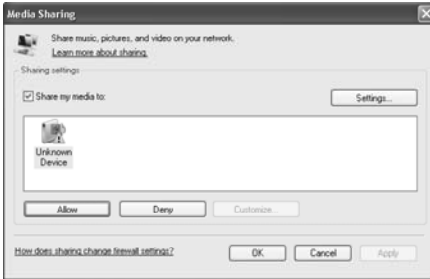 Media Sharing
Share music, pictures, and video on your network.
Learn more about sharing.
Sharing settings
Share my media to:
Settings...
Unknown
Device
Allow
Deny
Customize...
How does sharing change firewall settings?
OK
Cancel
Apply